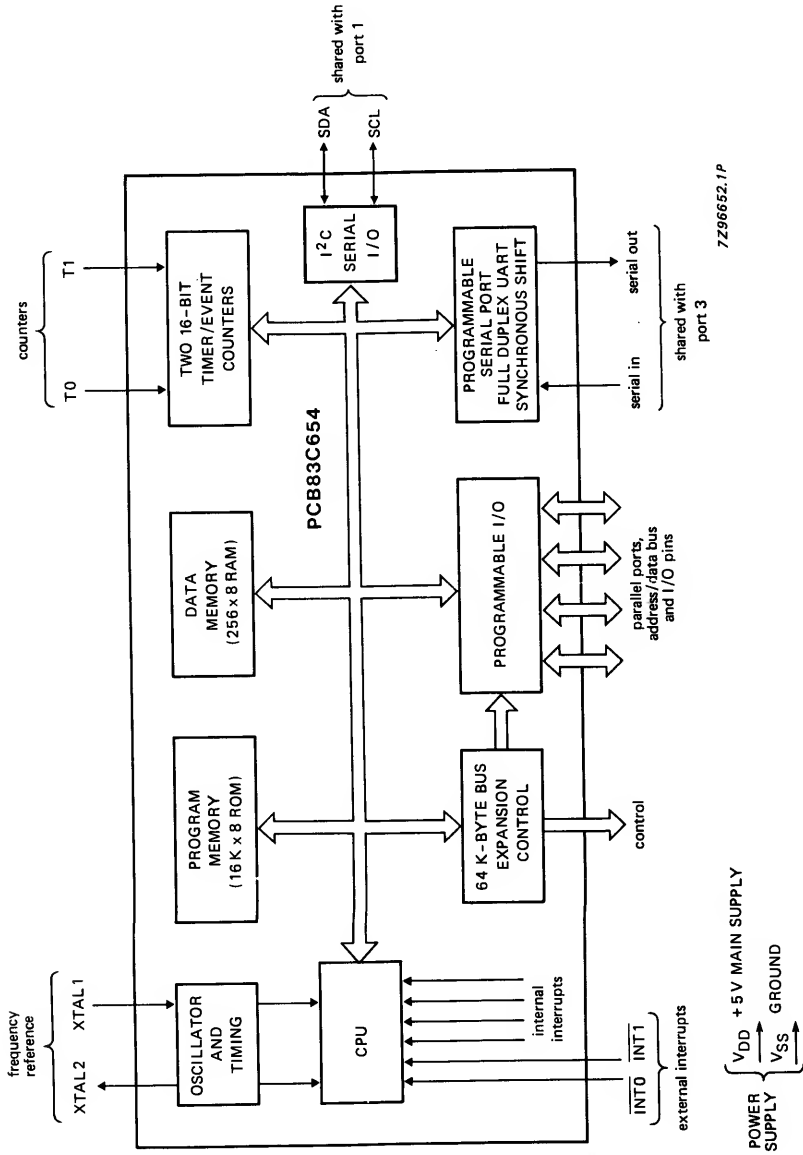 frequency
reference
XTAL2
XTAL1
counters
T0
T1
OSCILLATOR
AND
TIMING
PROGRAM
MEMORY
(16K x 8 ROM)
DATA
MEMORY
(256 x 8 RAM)
TWO 16-BIT
TIMER/EVENT
COUNTERS
PCB83C654
CPU
I²C
SERIAL
I/O
SDA
SCL
shared with
port 1
internal
interrupts
64 K-BYTE BUS
EXPANSION
CONTROL
PROGRAMMABLE I/O
PROGRAMMABLE
SERIAL PORT
FULL DUPLEX UART
SYNCHRONOUS SHIFT
INT0
INT1
external interrupts
control
parallel ports,
address/data bus
and I/O pins
serial in
serial out
shared with
port 3
POWER
SUPPLY
VDD +5V MAIN SUPPLY
VSS GROUND
7Z96652.1P